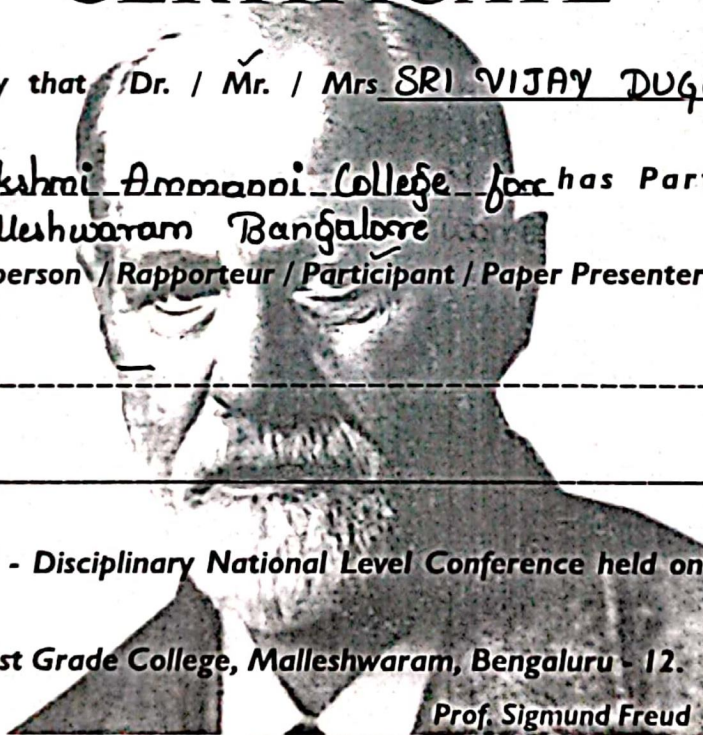 y that Dr. / Mr. / Mrs SRI VIJAY DUG
kshmi Ammanni College for has Par
lleshwaram Bangalore
person / Rapporteur / Participant / Paper Presenter
- Disciplinary National Level Conference held on
st Grade College, Malleshwaram, Bengaluru - 12.
Prof. Sigmund Freud